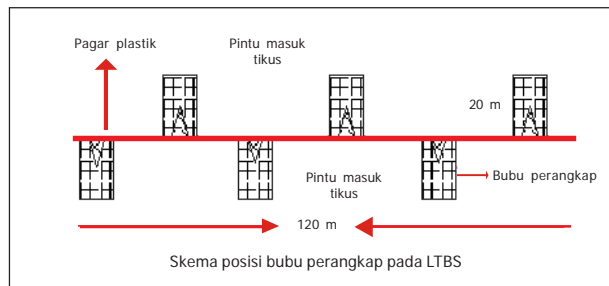 Pagar plastik
Pintu masuk
tikus
20 m
Pintu masuk
tikus
Bubu perangkap
120 m
Skema posisi bubu perangkap pada LTBS